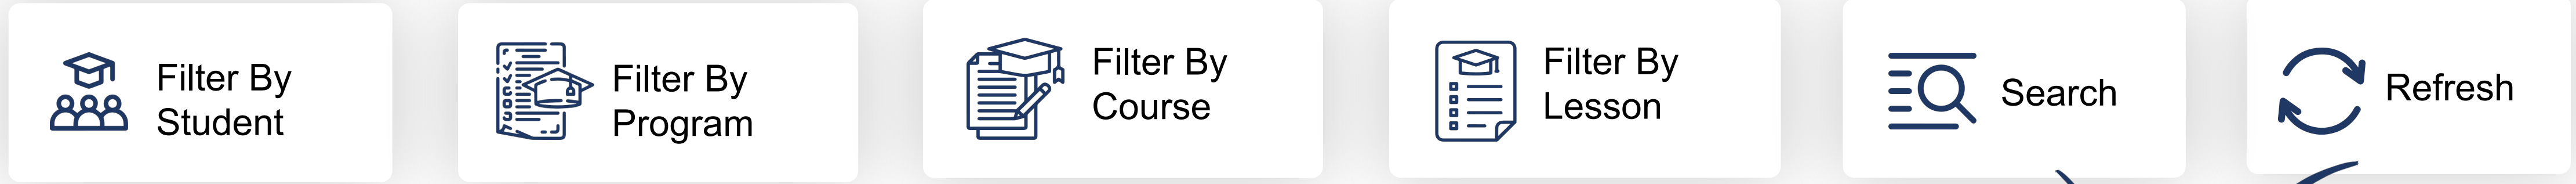 Filter By
Student
Filter By
Program
Filter By
Course
Filter By
Lesson
Search
Refresh